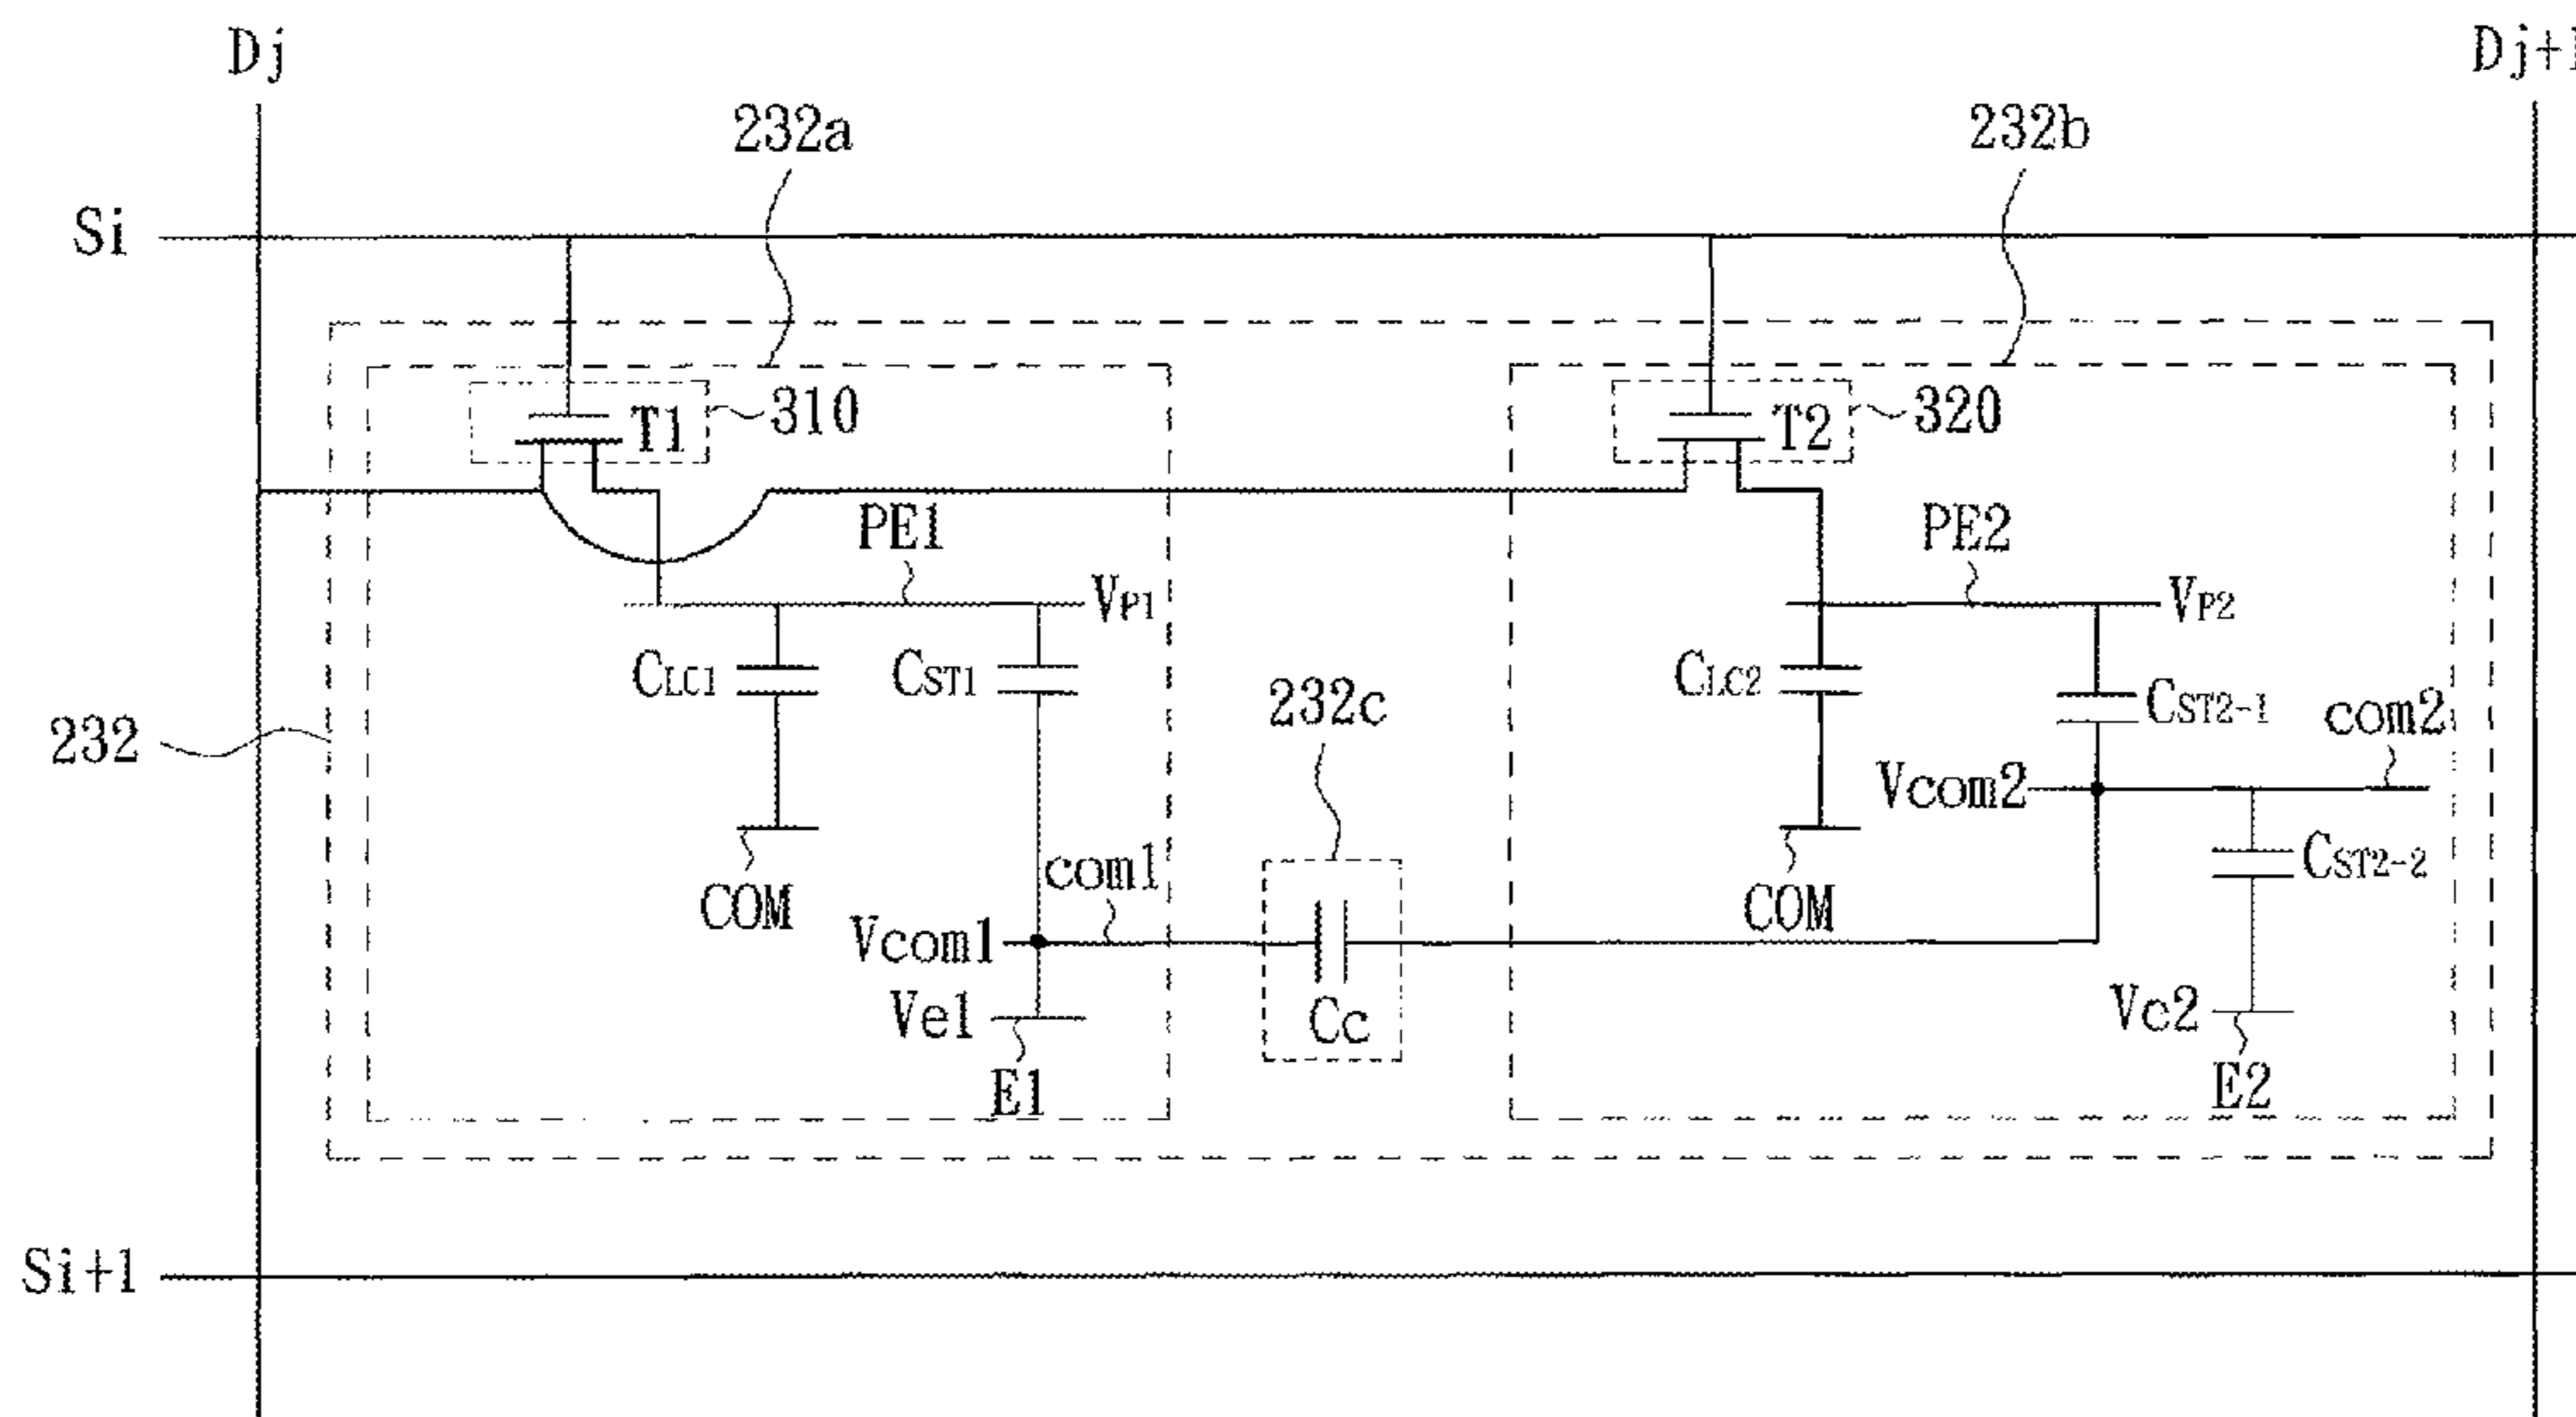 Dj
Dj+1
232a
232b
Si
T1
310
T2
320
PE1
PE2
VP1
VP2
CLC1
CST1
CLC2
CST2-1
232c
com2
232
Vcom2
com1
COM
CST2-2
COM
Vcom1
Ve1
Cc
Vc2
E1
E2
Si+1